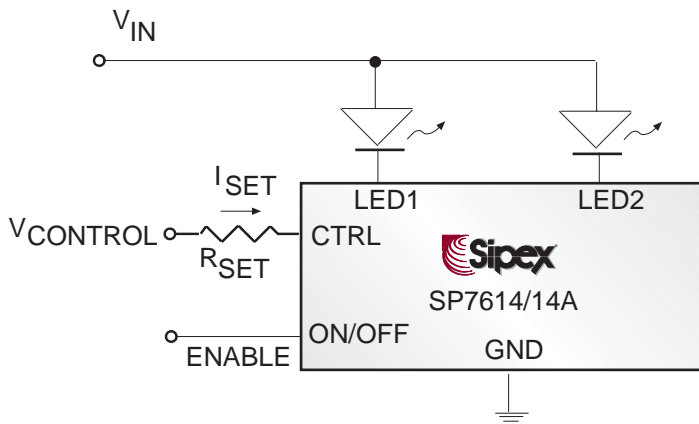 VIN
ISET
LED1
LED2
VCONTROL
RSET
CTRL
Sipex
SP7614/14A
ON/OFF
ENABLE
GND